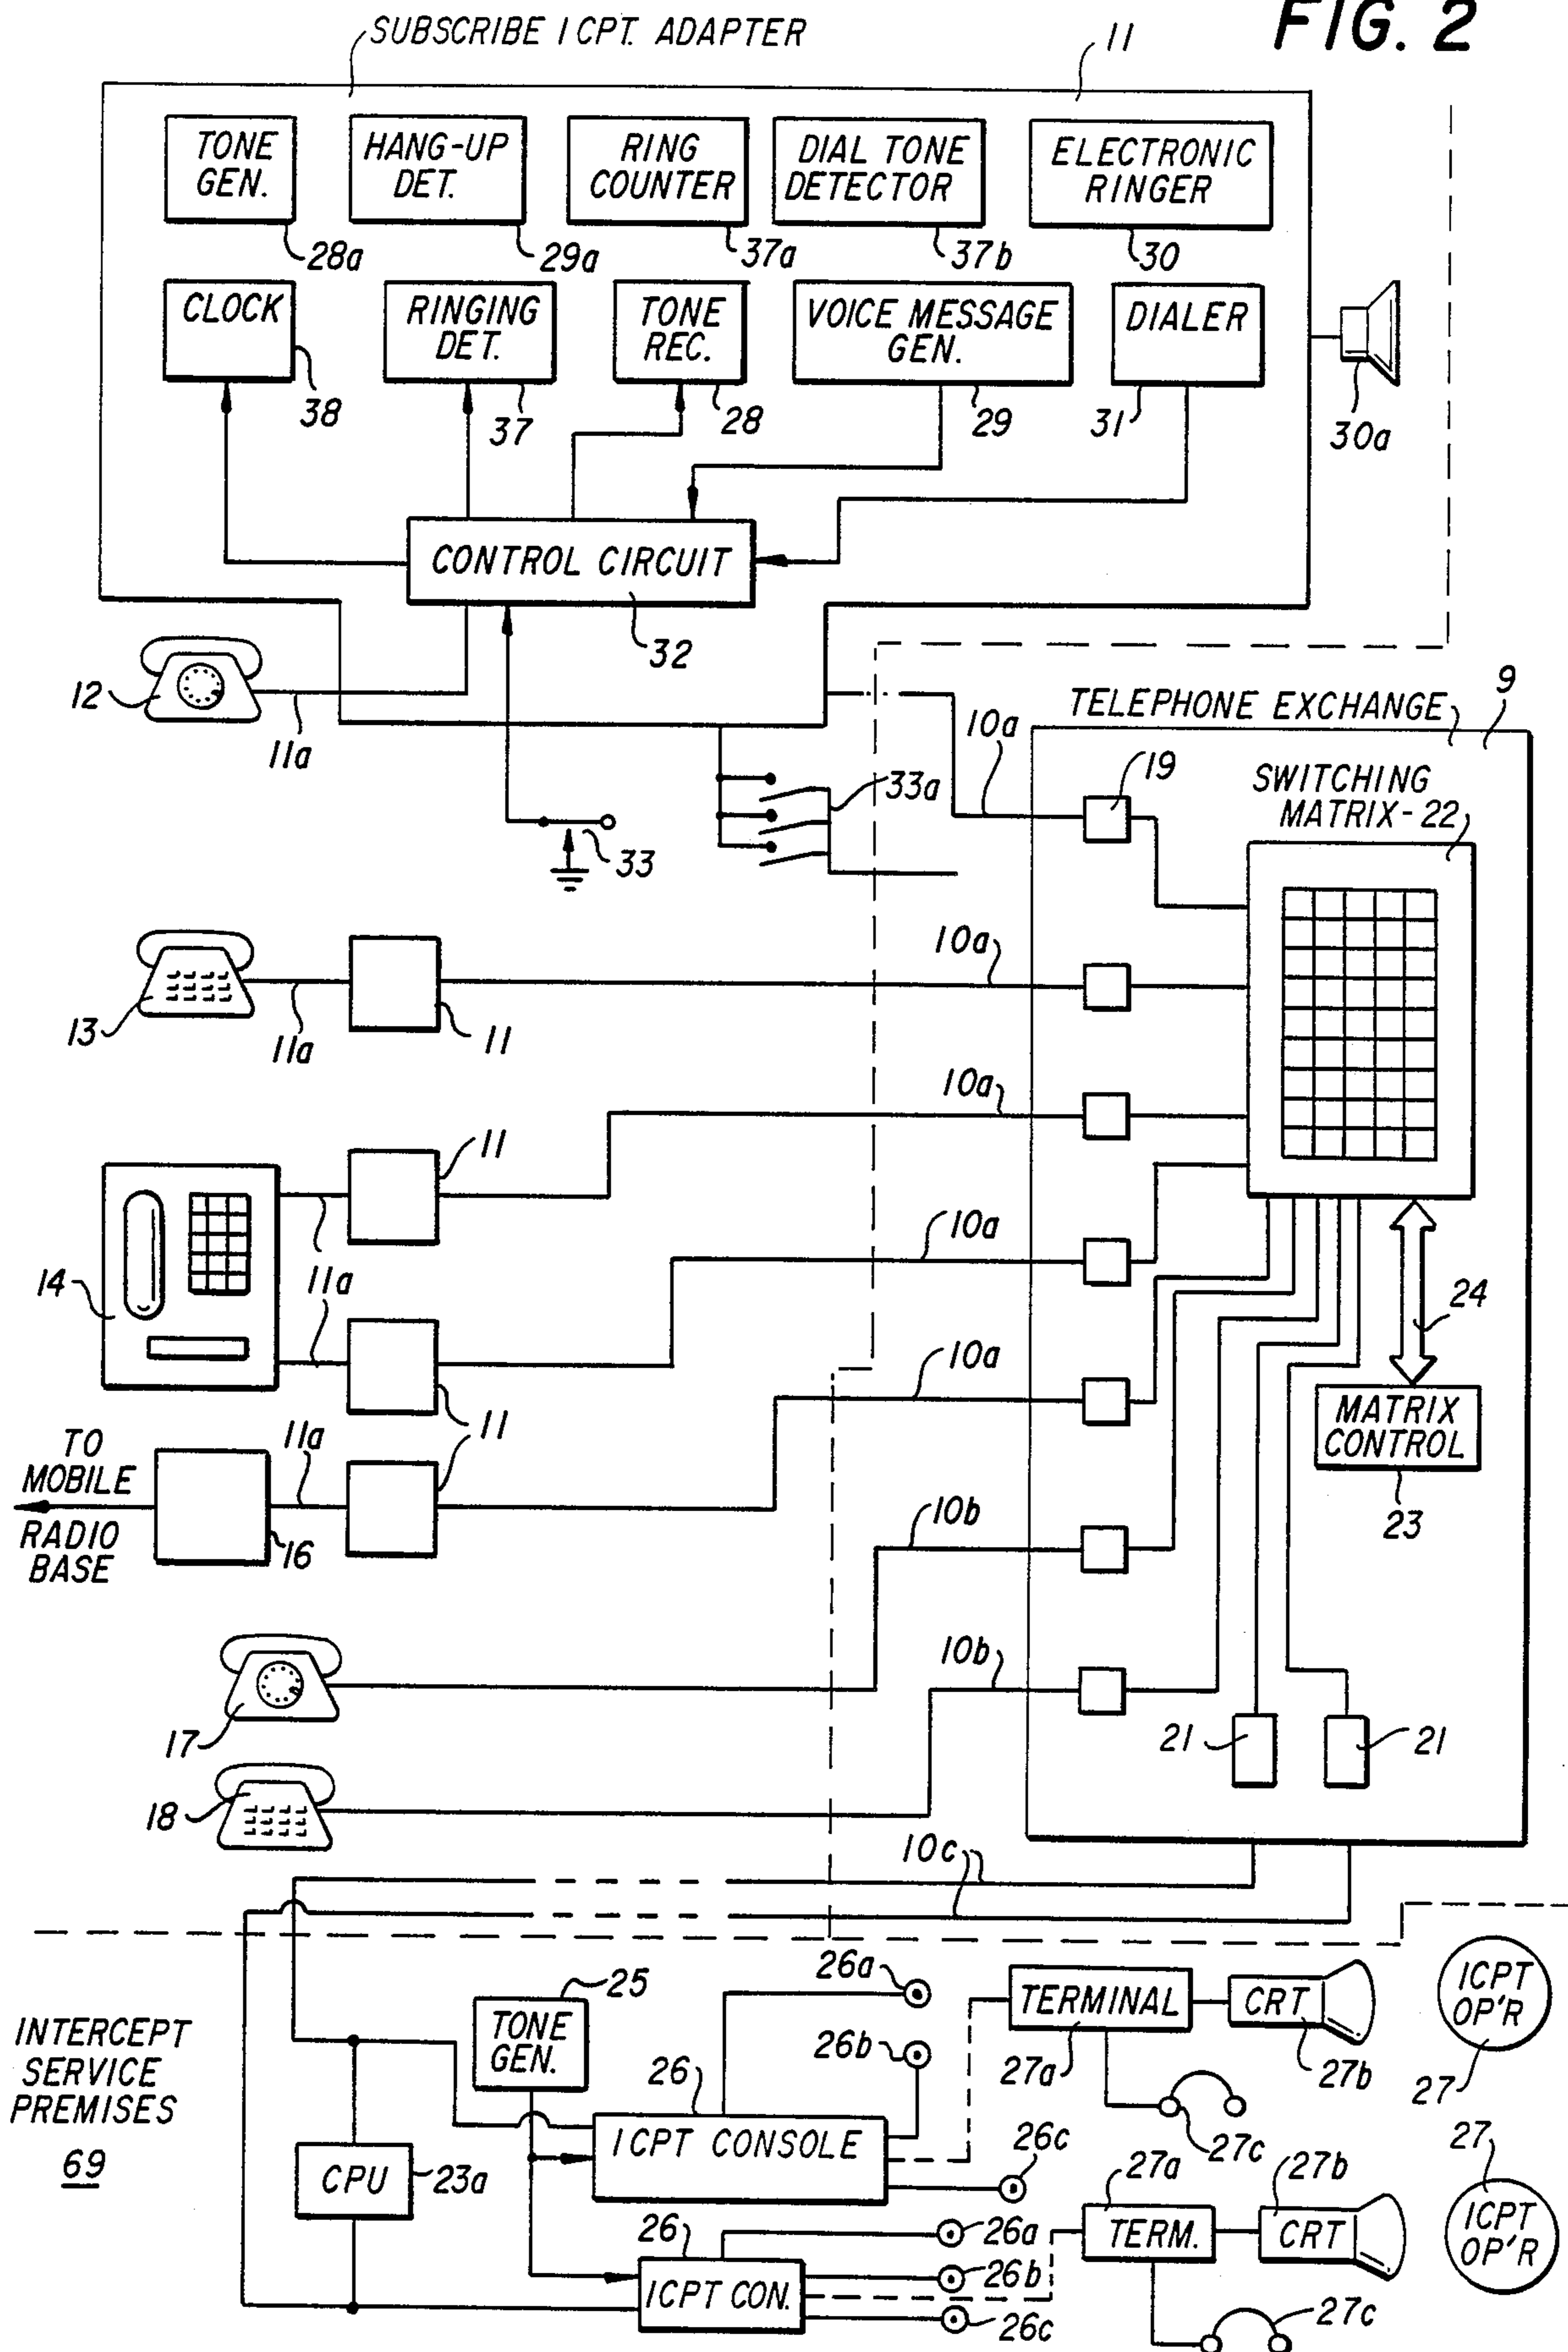 FIG. 2
SUBSCRIBE ICPT. ADAPTER
11
TONE
GEN.
28a
HANG-UP
DET.
29a
RING
COUNTER
37a
DIAL TONE
DETECTOR
37b
ELECTRONIC
RINGER
30
CLOCK
38
RINGING
DET.
37
TONE
REC.
28
VOICE MESSAGE
GEN.
29
DIALER
31
30a
CONTROL CIRCUIT
32
12
11a
33
33a
10a
TELEPHONE EXCHANGE
9
19
SWITCHING
MATRIX-22
13
11a
11
10a
10a
14
11a
11
10a
11a
11
10a
24
MATRIX
CONTROL
23
TO
MOBILE
RADIO
BASE
16
11a
10b
17
10b
18
21
21
10c
INTERCEPT
SERVICE
PREMISES
69
TONE
GEN.
25
CPU
23a
26
ICPT CONSOLE
26a
26b
26c
TERMINAL
27a
CRT
27b
27c
ICPT
OP'R
27
26
ICPT CON.
26a
26b
26c
27a
TERM.
27b
CRT
27c
27
ICPT
OP'R